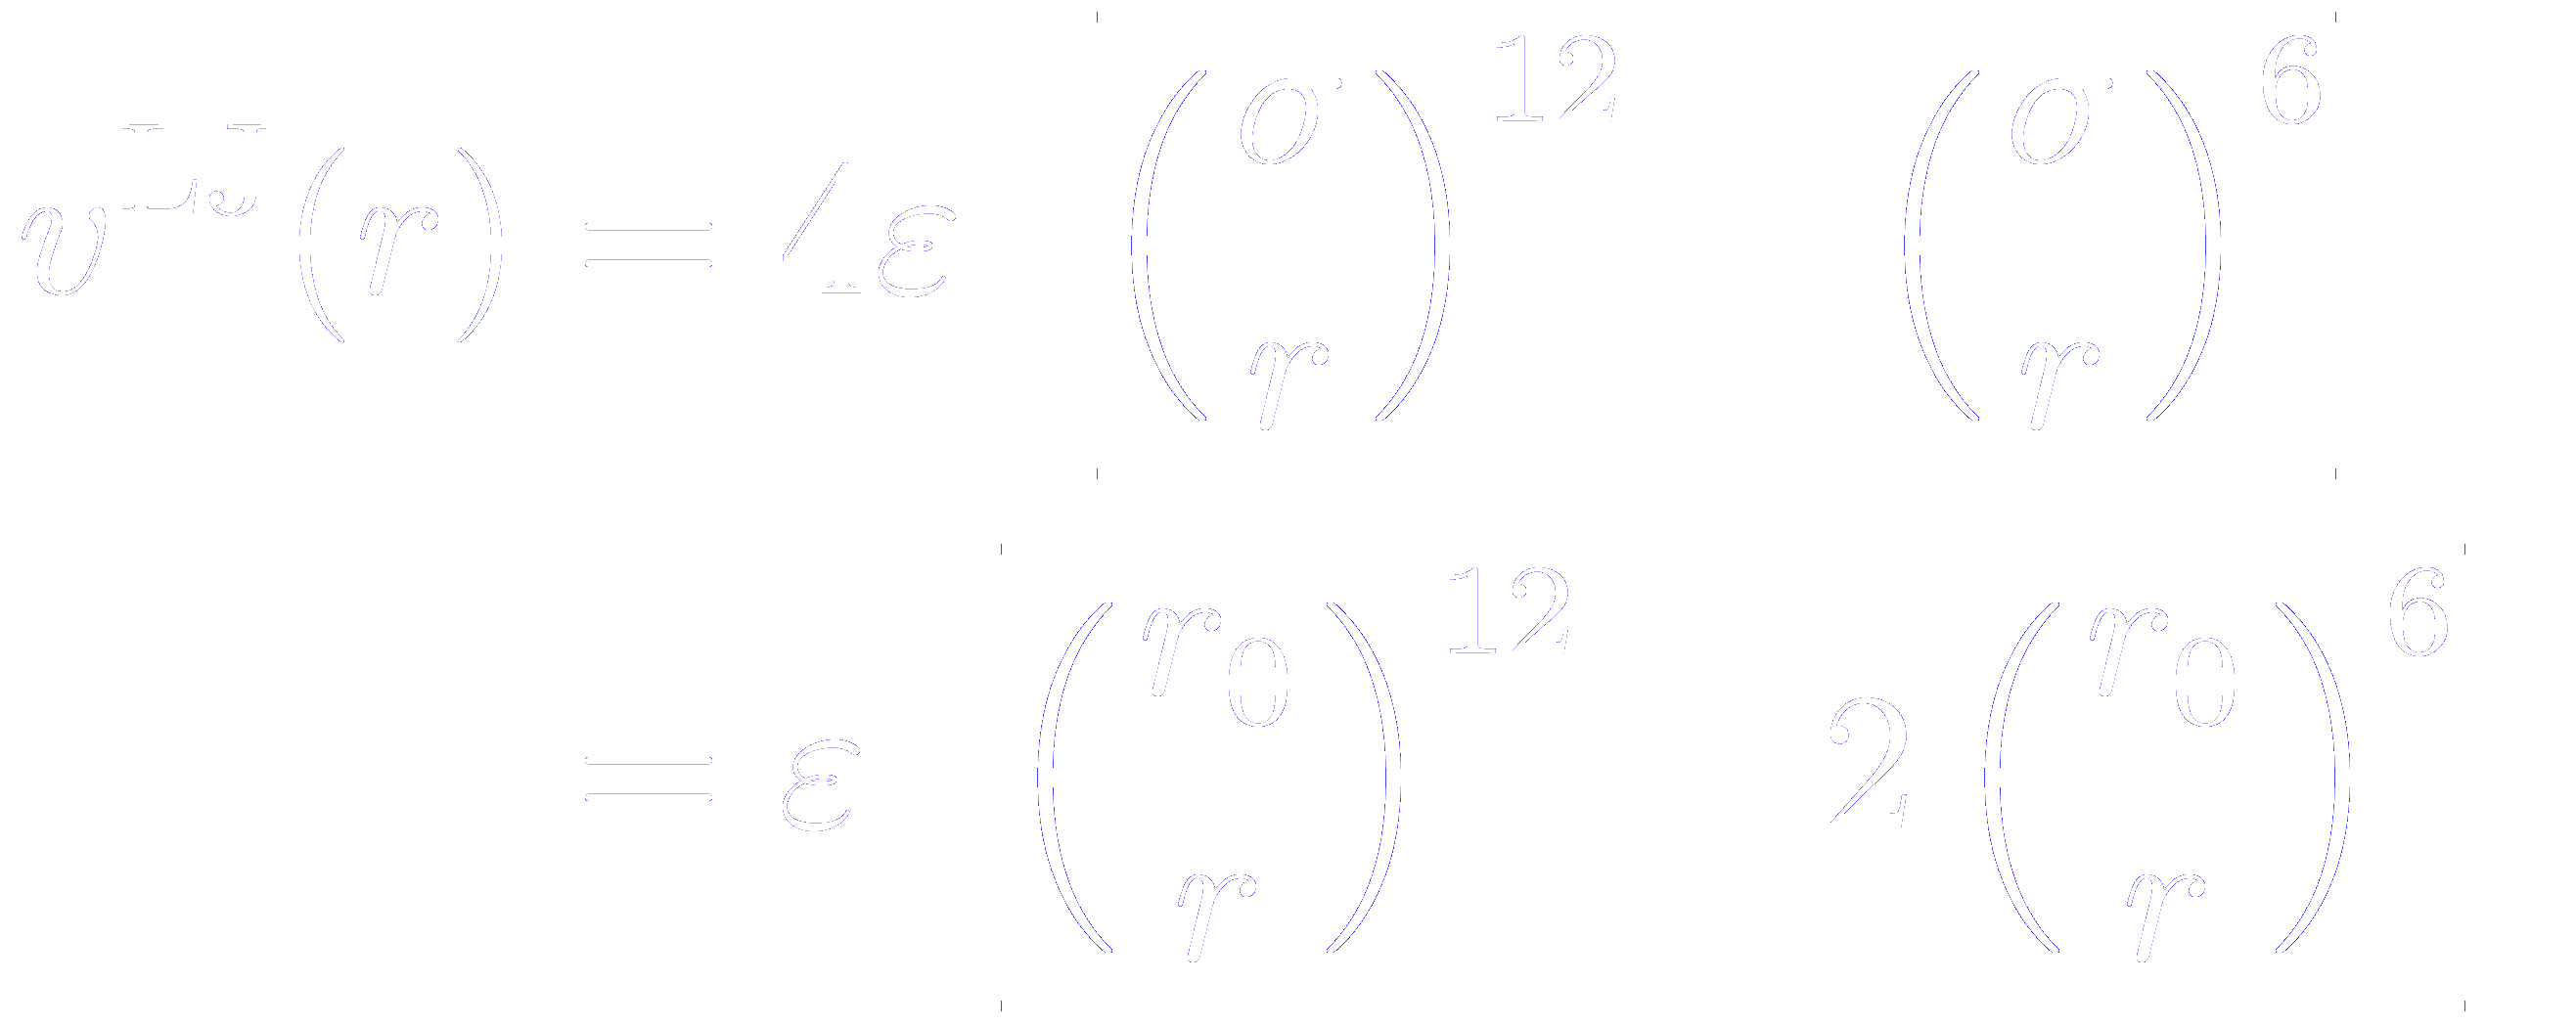 v^{LJ}(r) = 4ε [ (σ/r)^{12} − (σ/r)^6 ]
= ε [ (r_0/r)^{12} − 2 (r_0/r)^6 ]